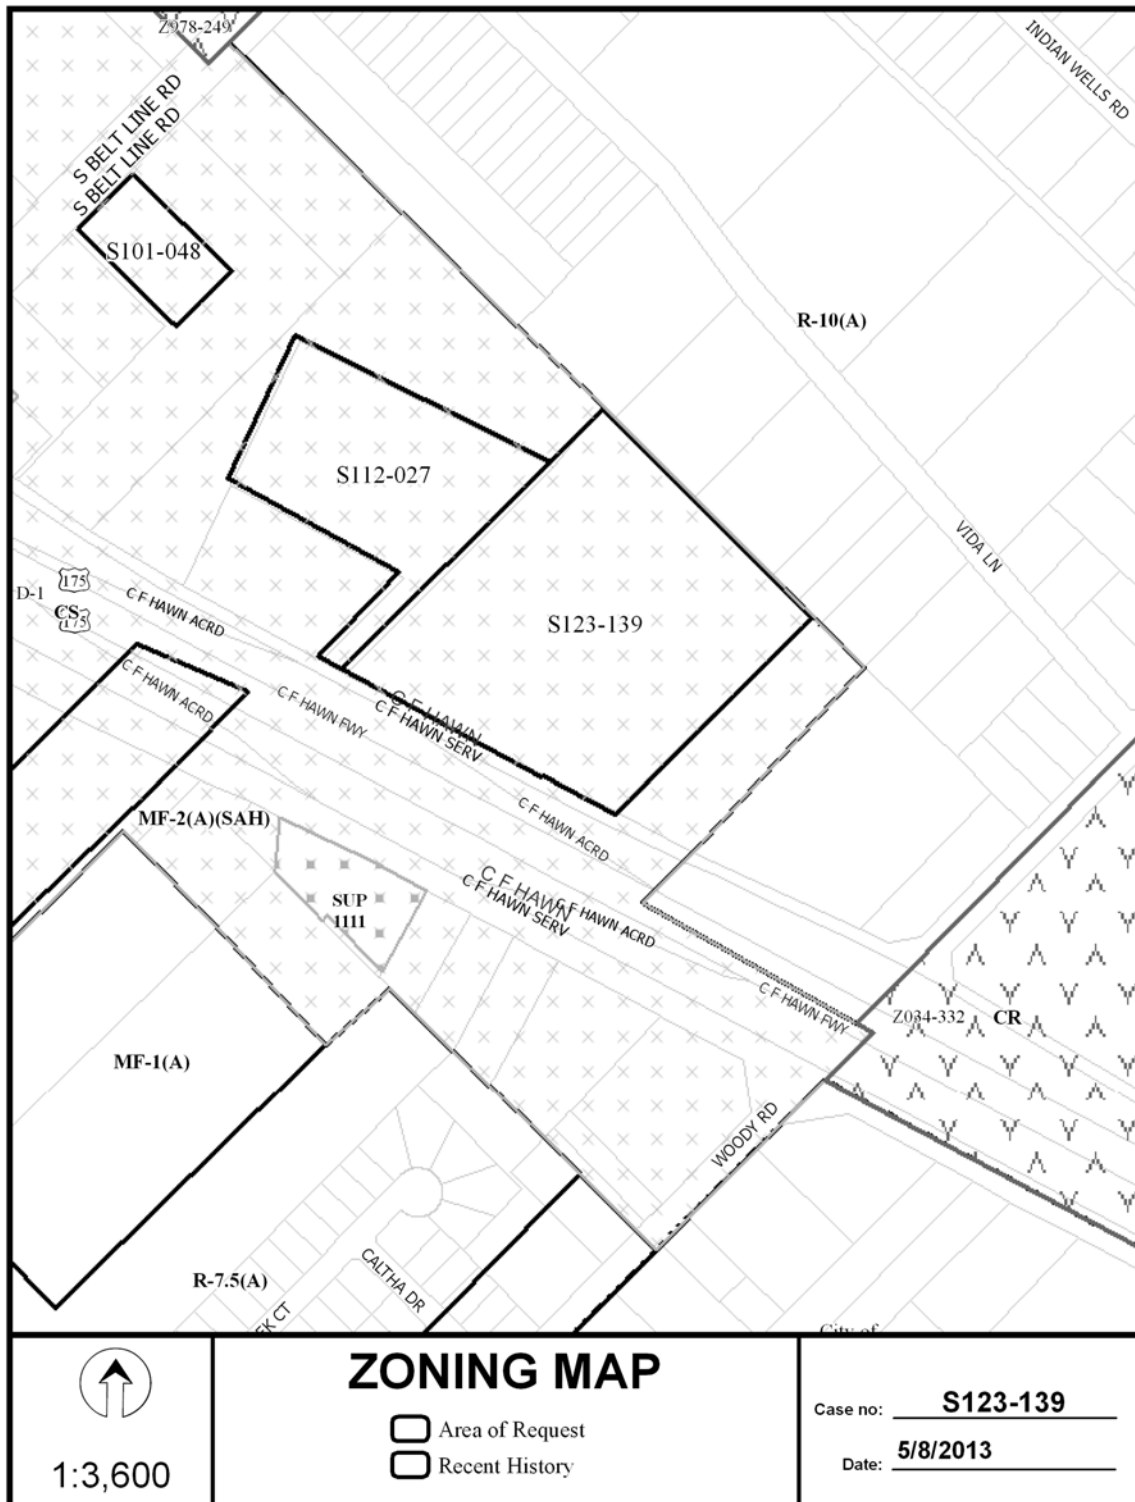 Z978-249
INDIAN WELLS RD
S BELT LINE RD
S BELT LINE RD
S101-048
R-10(A)
S112-027
VIDA LN
175
D-1
CS
175
C F HAWN ACRD
S123-139
C F HAWN ACRD
C F HAWN FWY
C F HAWN
C F HAWN SERV
C F HAWN ACRD
MF-2(A)(SAH)
SUP
1111
C F HAWN
C F HAWN SERV
C F HAWN ACRD
C F HAWN FWY
Z034-332
CR
MF-1(A)
WOODY RD
R-7.5(A)
CALTHA DR
EK CT
City of
ZONING MAP
Area of Request
Recent History
1:3,600
Case no: S123-139
Date: 5/8/2013